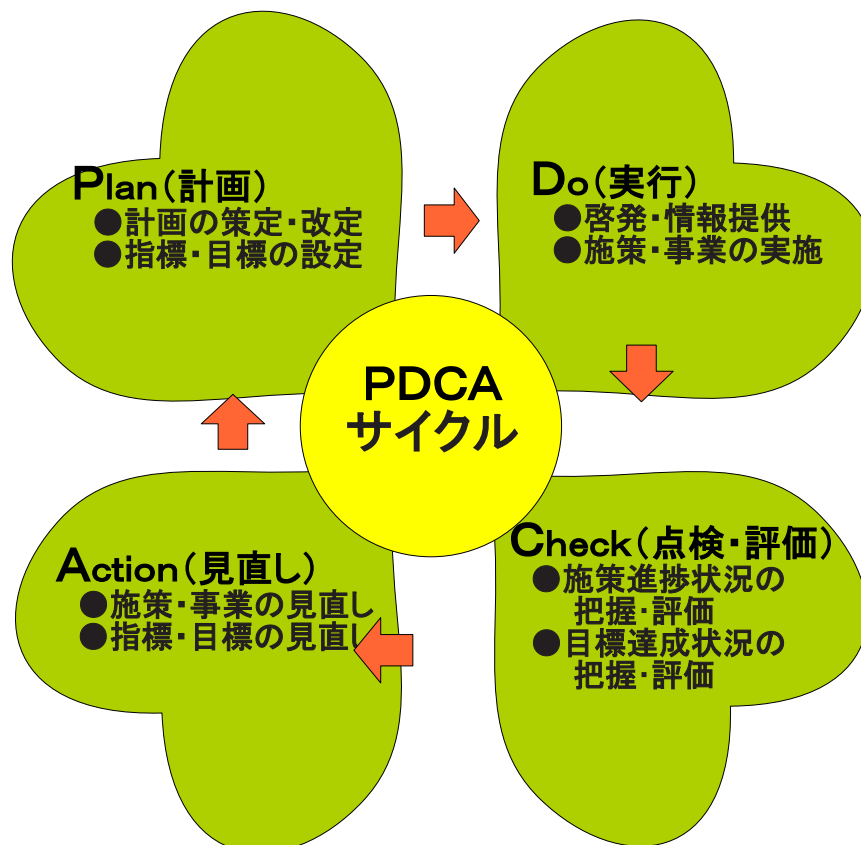 Plan（計画）
●計画の策定・改定
●指標・目標の設定
Do（実行）
●啓発・情報提供
●施策・事業の実施
PDCA
サイクル
Action（見直し）
●施策・事業の見直し
●指標・目標の見直し
Check（点検・評価）
●施策進捗状況の
把握・評価
●目標達成状況の
把握・評価